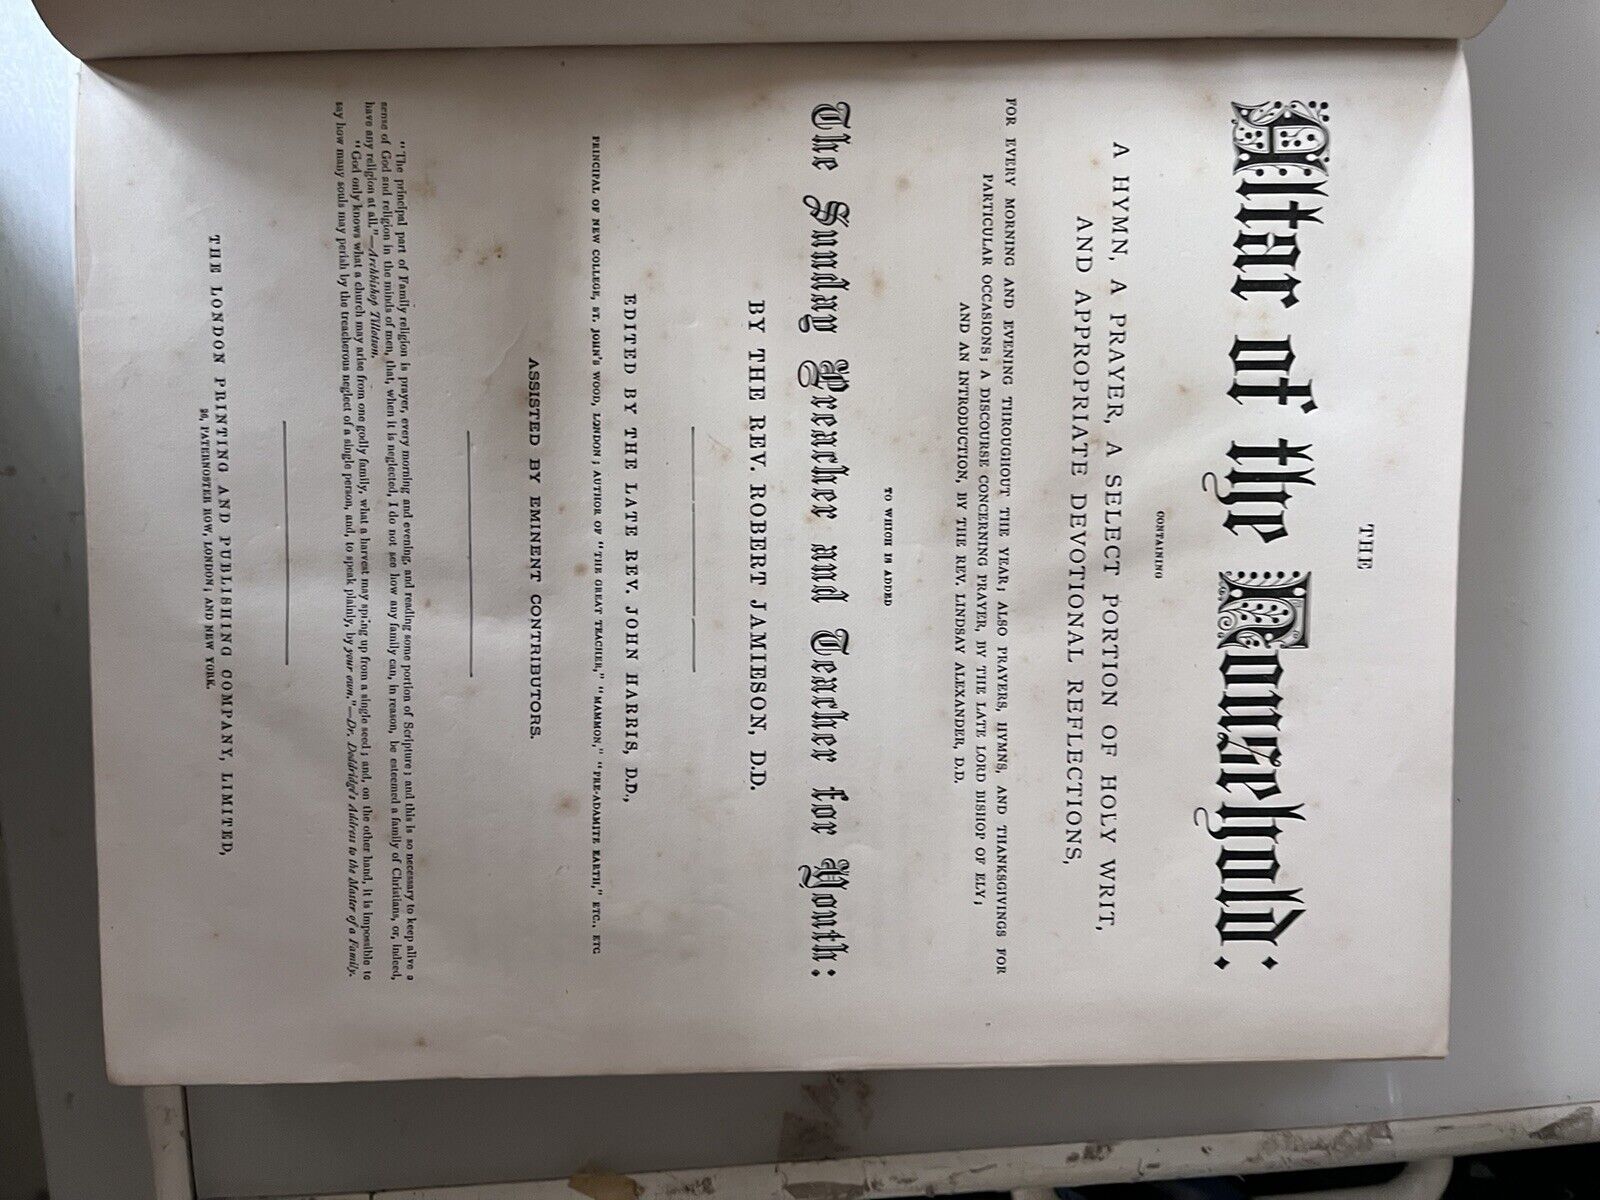 THE
Altar of the Household:
CONTAINING
A HYMN, A PRAYER, A SELECT PORTION OF HOLY WRIT,
AND APPROPRIATE DEVOTIONAL REFLECTIONS,
FOR EVERY MORNING AND EVENING THROUGHOUT THE YEAR; ALSO PRAYERS, HYMNS, AND THANKSGIVINGS FOR
PARTICULAR OCCASIONS; A DISCOURSE CONCERNING PRAYER, BY THE LATE LORD BISHOP OF ELY;
AND AN INTRODUCTION, BY THE REV. LINDSAY ALEXANDER, D.D.
TO WHICH IS ADDED
The Sunday Preacher and Teacher for Youth:
BY THE REV. ROBERT JAMIESON, D.D.
EDITED BY THE LATE REV. JOHN HARRIS, D.D.,
PRINCIPAL OF NEW COLLEGE, ST. JOHN'S WOOD, LONDON; AUTHOR OF "THE GREAT TEACHER," "MAMMON," "PRE-ADAMITE EARTH," ETC., ETC
ASSISTED BY EMINENT CONTRIBUTORS.
"The principal part of Family religion is prayer, every morning and evening, and reading some portion of Scripture; and this is so necessary to keep alive a
sense of God and religion in the minds of men, that, when it is neglected, I do not see how any family can, in reason, be esteemed a family of Christians, or, indeed,
have any religion at all."—Archbishop Tillotson.
"God only knows what a church may arise from one godly family, what a harvest may spring up from a single seed; and, on the other hand, it is impossible to
say how many souls may perish by the treacherous neglect of a single person, and, to speak plainly, by your own."—Dr. Doddridge's Address to the Master of a Family.
THE LONDON PRINTING AND PUBLISHING COMPANY, LIMITED,
26, PATERNOSTER ROW, LONDON; AND NEW YORK.